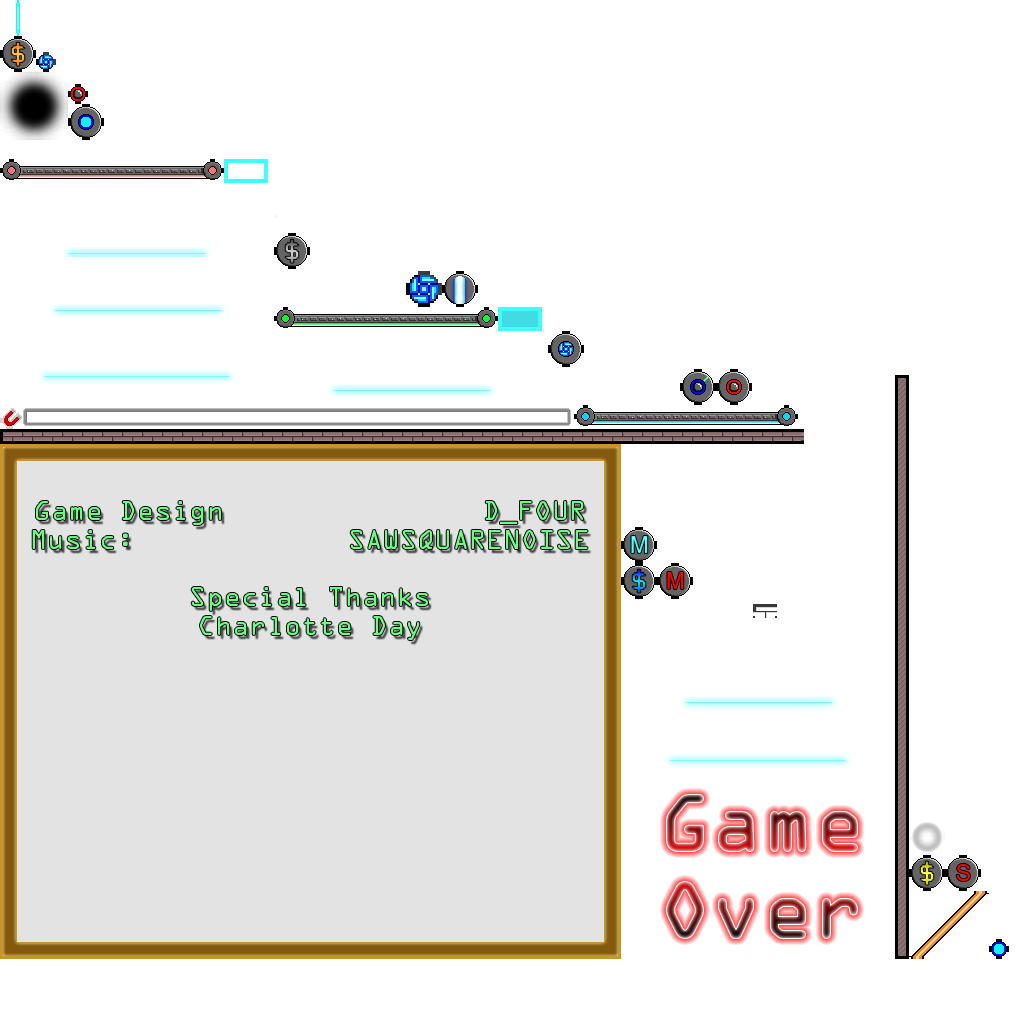 $
$
Game Design D_FOUR
Music: SAWSQUARENOISE
Special Thanks
Charlotte Day
M
$ M
Game
Over
$ S